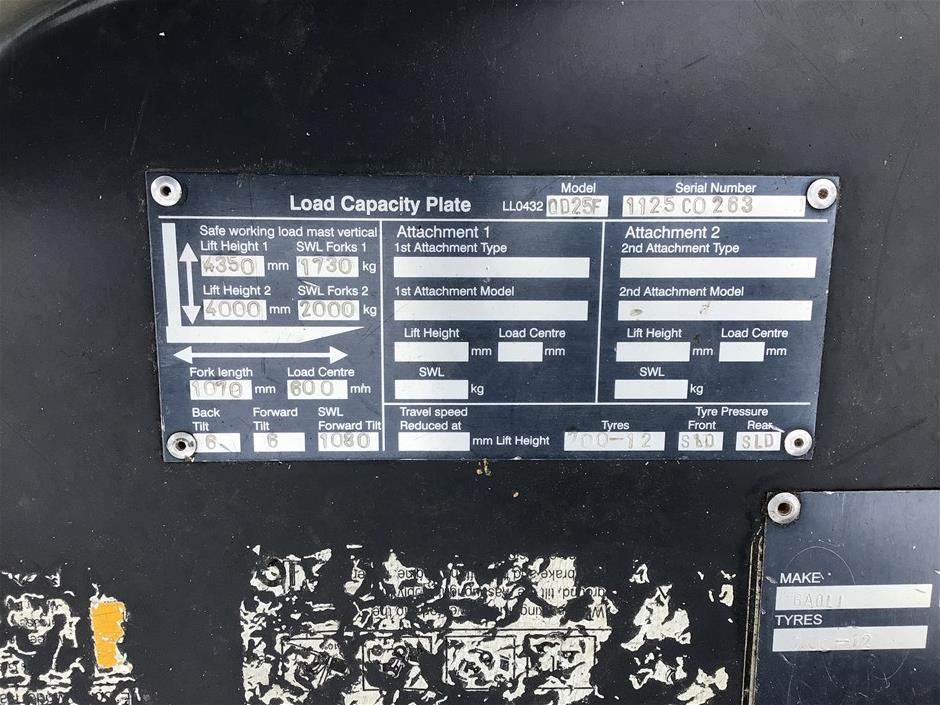 Load Capacity Plate LL0432 Model 0D25F Serial Number 1125 CO 263
Safe working load mast vertical
Lift Height 1 SWL Forks 1
4350 mm 1730 kg
Lift Height 2 SWL Forks 2
4000 mm 2000 kg
Fork length Load Centre
1070 mm 600 mm
Back Tilt Forward Tilt SWL Forward Tilt
6 6 1080
Attachment 1
1st Attachment Type
1st Attachment Model
Lift Height Load Centre
mm mm
SWL
kg
Attachment 2
2nd Attachment Type
2nd Attachment Model
Lift Height Load Centre
mm mm
SWL
kg
Travel speed
Reduced at mm Lift Height
Tyres
700-12
Tyre Pressure
Front Rear
SLD SLD
MAKE
TYRES